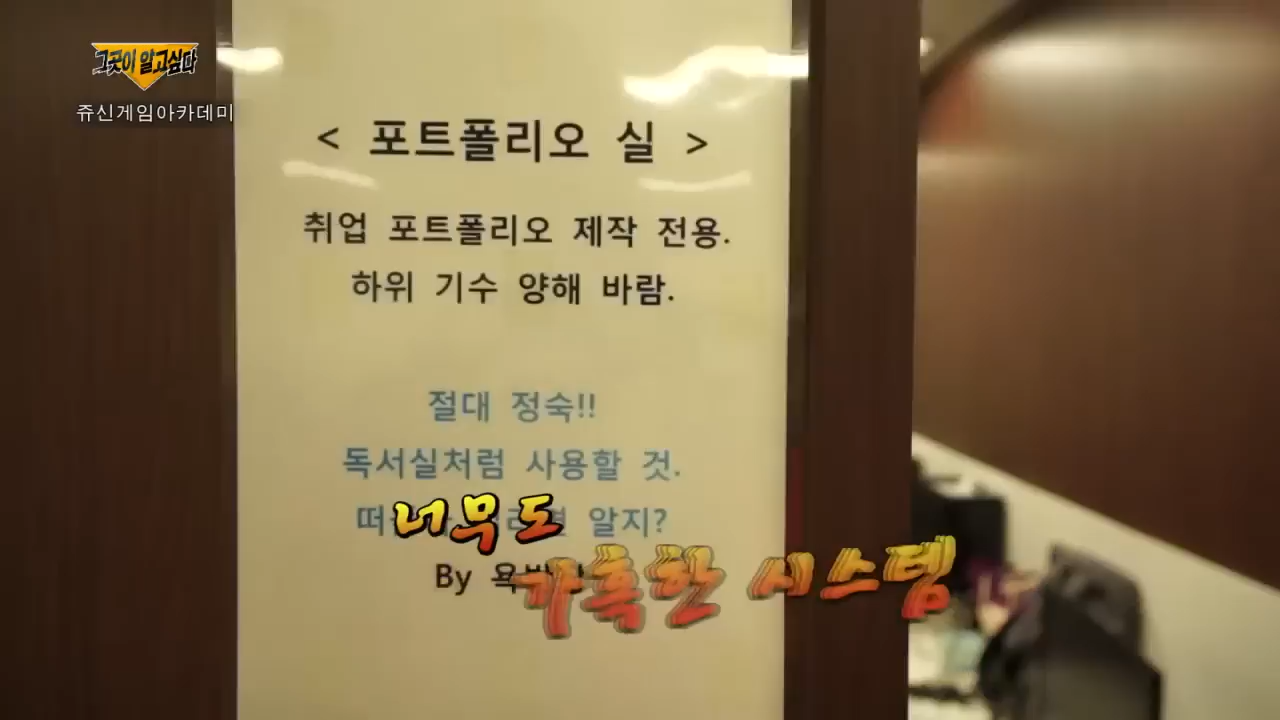 그곳이 알고싶다
쥬신게임아카데미
< 포트폴리오 실 >
취업 포트폴리오 제작 전용.
하위 기수 양해 바람.
절대 정숙!!
독서실처럼 사용할 것.
알지?
By
너무도
가혹한 시스템